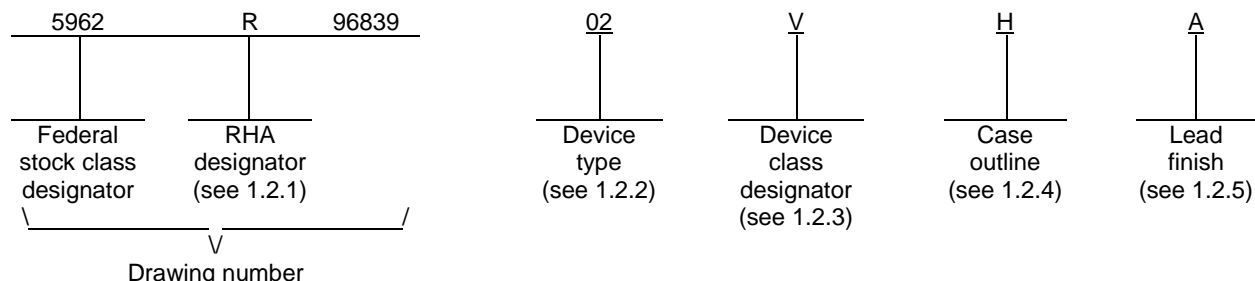 5962 R 96839 02 V H A
Federal RHA Device Device Case Lead
stock class designator type class outline finish
designator (see 1.2.1) (see 1.2.2) designator (see 1.2.4) (see 1.2.5)
(see 1.2.3)
Drawing number